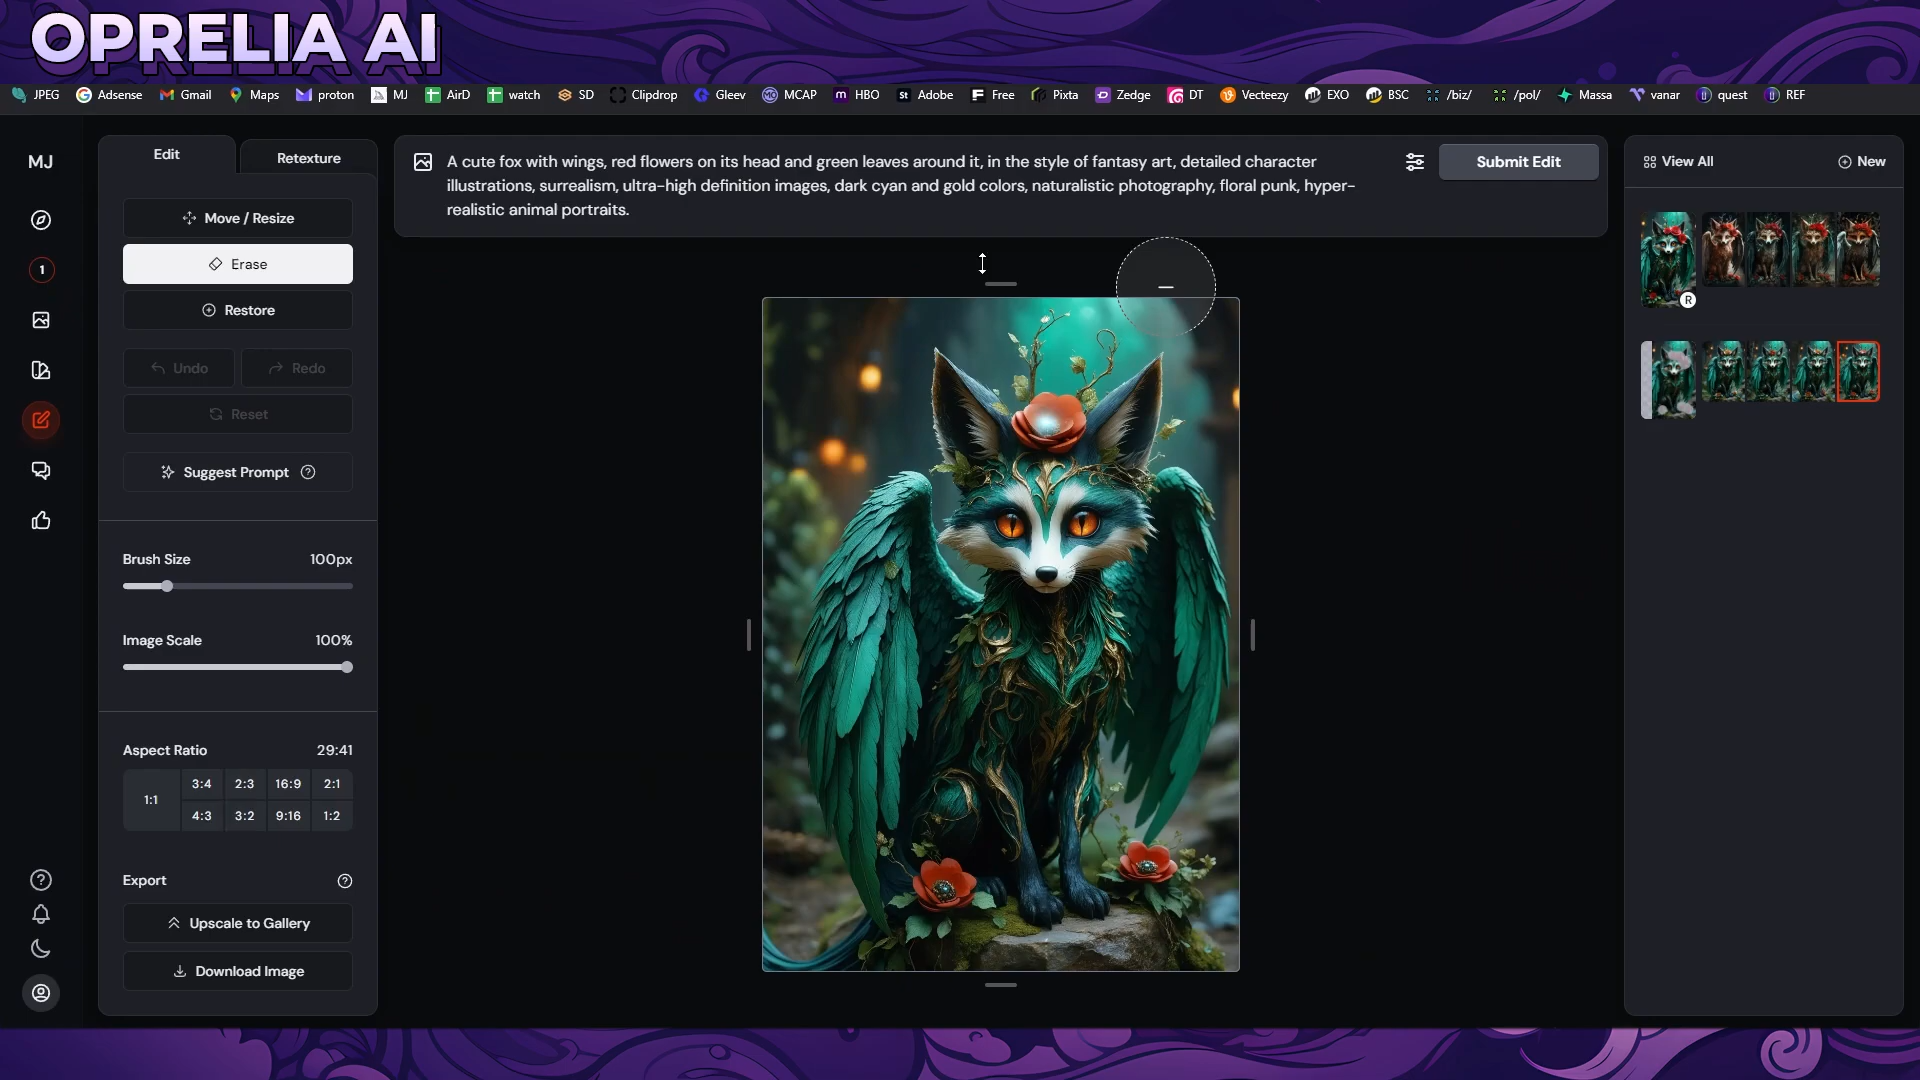 OPRELIA AI
JPEG Adsense Gmail Maps proton MJ AirD watch SD Clipdrop Gleev MCAP HBO Adobe Free Pixta Zedge DT Vecteezy EXO BSC /biz/ /pol/ Massa vanar quest REF
MJ
1
Edit
Retexture
Move / Resize
Erase
Restore
Undo
Redo
Reset
Suggest Prompt
Brush Size 100px
Image Scale 100%
Aspect Ratio 29:41
1:1
3:4 2:3 16:9 2:1
4:3 3:2 9:16 1:2
Export
Upscale to Gallery
Download Image
A cute fox with wings, red flowers on its head and green leaves around it, in the style of fantasy art, detailed character
illustrations, surrealism, ultra-high definition images, dark cyan and gold colors, naturalistic photography, floral punk, hyper-
realistic animal portraits.
Submit Edit
View All
New
R